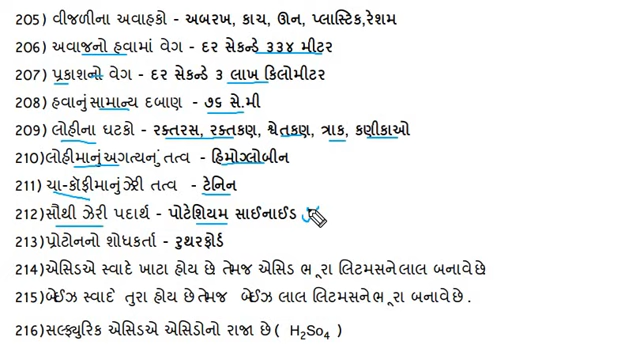 205) વીજળીના અવાહકો - અબરખ, કાચ, ઊન, પ્લાસ્ટિક,રેશમ
206) અવાજનો હવામાં વેગ - દર સેકન્ડે ૩૩૪ મીટર
207) પ્રકાશનો વેગ - દર સેકન્ડે ૩ લાખ કિલોમીટર
208) હવાનું સામાન્ય દબાણ - ૭૬ સે.મી
209) લોહીના ઘટકો - રક્તરસ, રક્તકણ, શ્વેતકણ, ત્રાક, કણીકાઓ
210)લોહીમાનું અગત્યનું તત્વ - હિમોગ્લોબીન
211) ચા-કૉફીમાનું ઝેરી તત્વ - ટેનિન
212)સૌથી ઝેરી પદાર્થ - પોટેશિયમ સાઈનાઈડ
213)પ્રોટોનનો શોધકર્તા - રુથરફોર્ડ
214)એસિડએ સ્વાદે ખાટા હોય છે તેમજ એસિડ ભૂરા લિટમસને લાલ બનાવે છે
215)બેઈઝ સ્વાદે તુરા હોય છે તેમજ બેઈઝ લાલ લિટમસને ભૂરા બનાવે છે.
216)સલ્ફ્યુરિક એસિડએ એસિડોનો રાજા છે ( H₂So₄ )